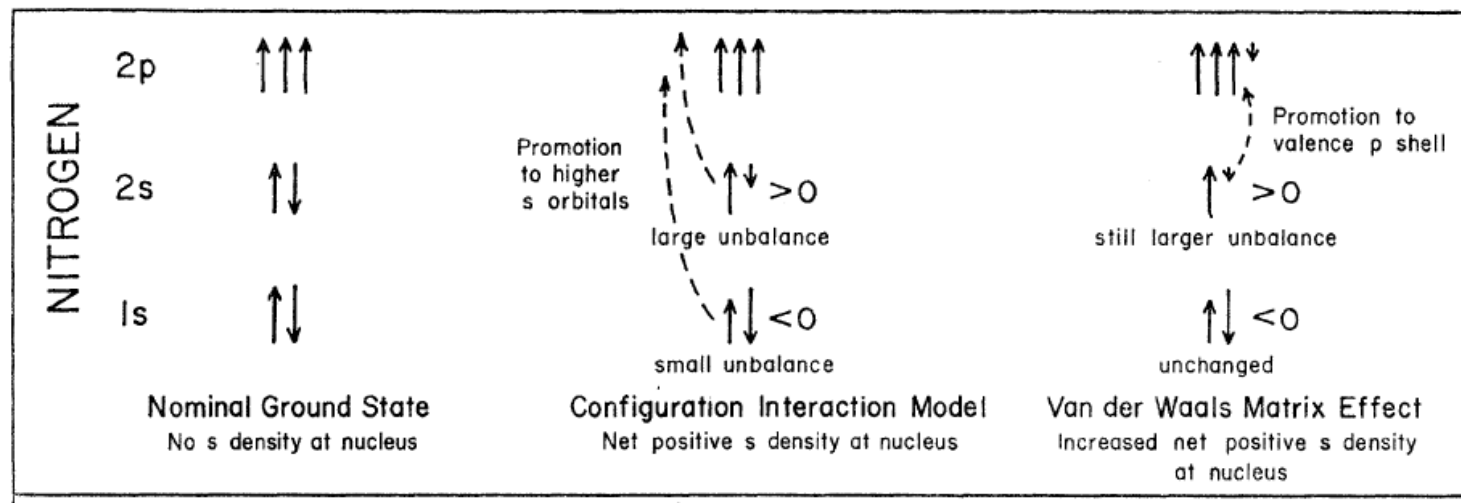 NITROGEN
2p
2s
1s
Nominal Ground State
No s density at nucleus
Promotion
to higher
s orbitals
>0
large unbalance
<0
small unbalance
Configuration Interaction Model
Net positive s density at nucleus
Promotion to
valence p shell
>0
still larger unbalance
<0
unchanged
Van der Waals Matrix Effect
Increased net positive s density
at nucleus